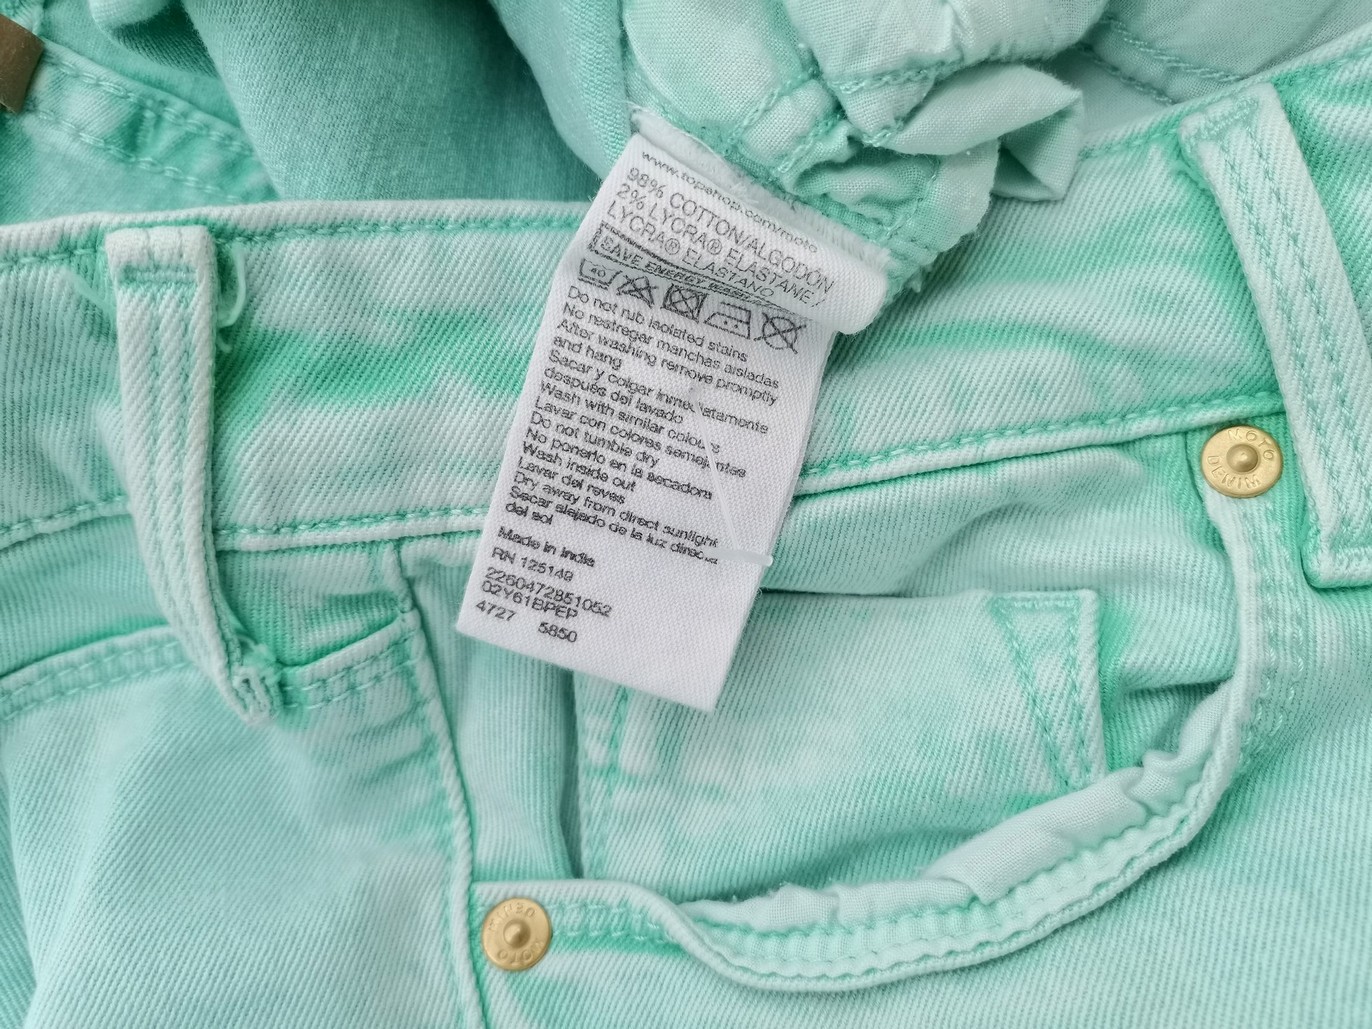 www.topshop.com/moto
98% COTTON/ALGODÓN
2% LYCRA® ELASTANE/
LYCRA® ELASTANO
SAVE ENERGY WASH
40
Do not rub isolated stains
No restregar manchas aisladas
After washing remove promptly
and hang
Sacar y colgar inmediatamente
después del lavado
Wash with similar colours
Lavar con colores semejantes
Do not tumble dry
No ponerlo en la secadora
Wash inside out
Lavar del reves
Dry away from direct sunlight
Secar alejado de la luz directa
del sol
Made in India
RN 125149
2260472851052
02Y61BPEP
4727 5850
MOTO
MOTO